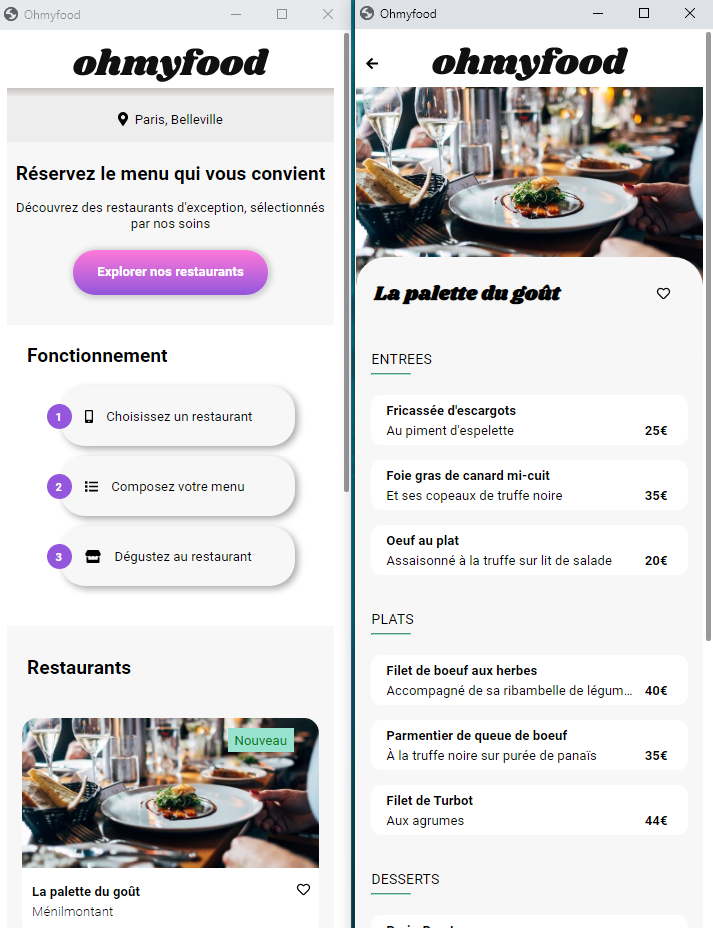 Ohmyfood
ohmyfood
Paris, Belleville
Réservez le menu qui vous convient
Découvrez des restaurants d'exception, sélectionnés
par nos soins
Explorer nos restaurants
Fonctionnement
1 Choisissez un restaurant
2 Composez votre menu
3 Dégustez au restaurant
Restaurants
Nouveau
La palette du goût
Ménilmontant
Ohmyfood
ohmyfood
La palette du goût
ENTREES
Fricassée d'escargots
Au piment d'espelette 25€
Foie gras de canard mi-cuit
Et ses copeaux de truffe noire 35€
Oeuf au plat
Assaisonné à la truffe sur lit de salade 20€
PLATS
Filet de boeuf aux herbes
Accompagné de sa ribambelle de légum... 40€
Parmentier de queue de boeuf
À la truffe noire sur purée de panaïs 35€
Filet de Turbot
Aux agrumes 44€
DESSERTS